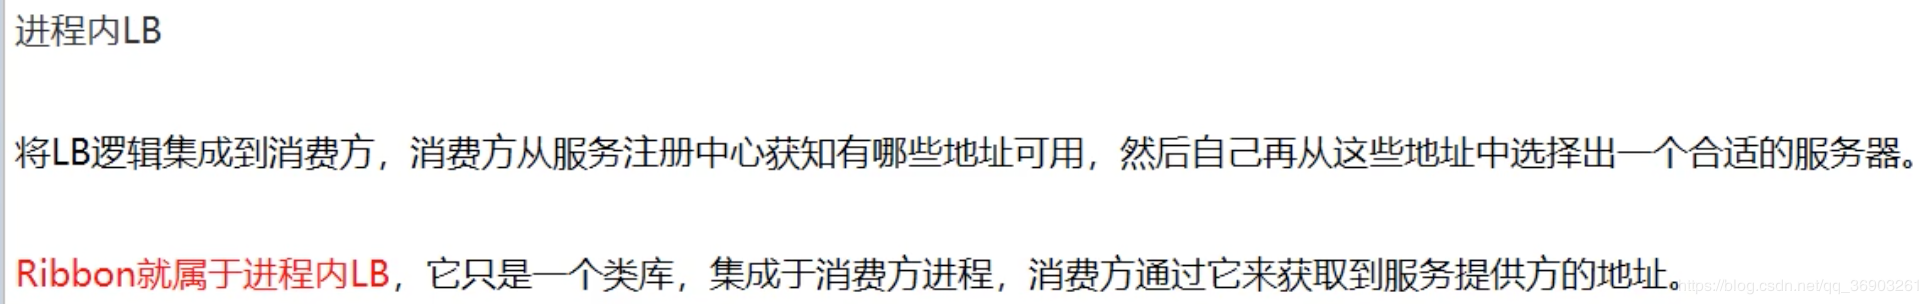 进程内LB
将LB逻辑集成到消费方，消费方从服务注册中心获知有哪些地址可用，然后自己再从这些地址中选择出一个合适的服务器。
Ribbon就属于进程内LB，它只是一个类库，集成于消费方进程，消费方通过它来获取到服务提供方的地址。
https://blog.csdn.net/qq_36903261